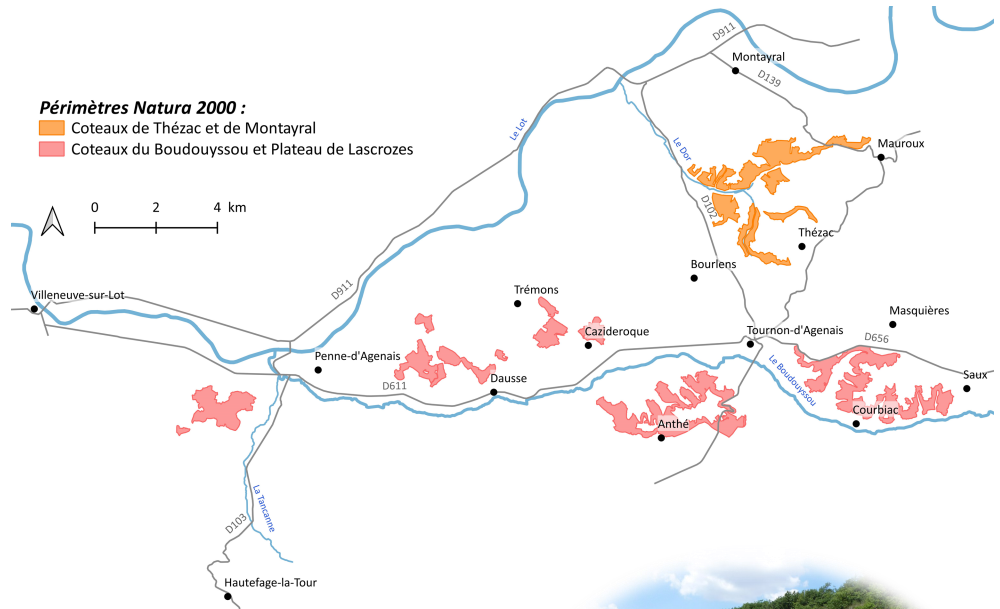 D911
Montayral
D139
Périmètres Natura 2000 :
Coteaux de Thézac et de Montayral
Coteaux du Boudouyssou et Plateau de Lascrozes
Le Lot
Le Dor
Mauroux
0 2 4 km
D102
Thézac
Bourlens
D911
Villeneuve-sur-Lot
Trémons
Masquières
Cazideroque
Tournon-d'Agenais
D656
Penne-d'Agenais
Le Boudouyssou
D611
Dausse
Saux
Courbiac
Anthé
La Tancanne
D103
Hautefage-la-Tour